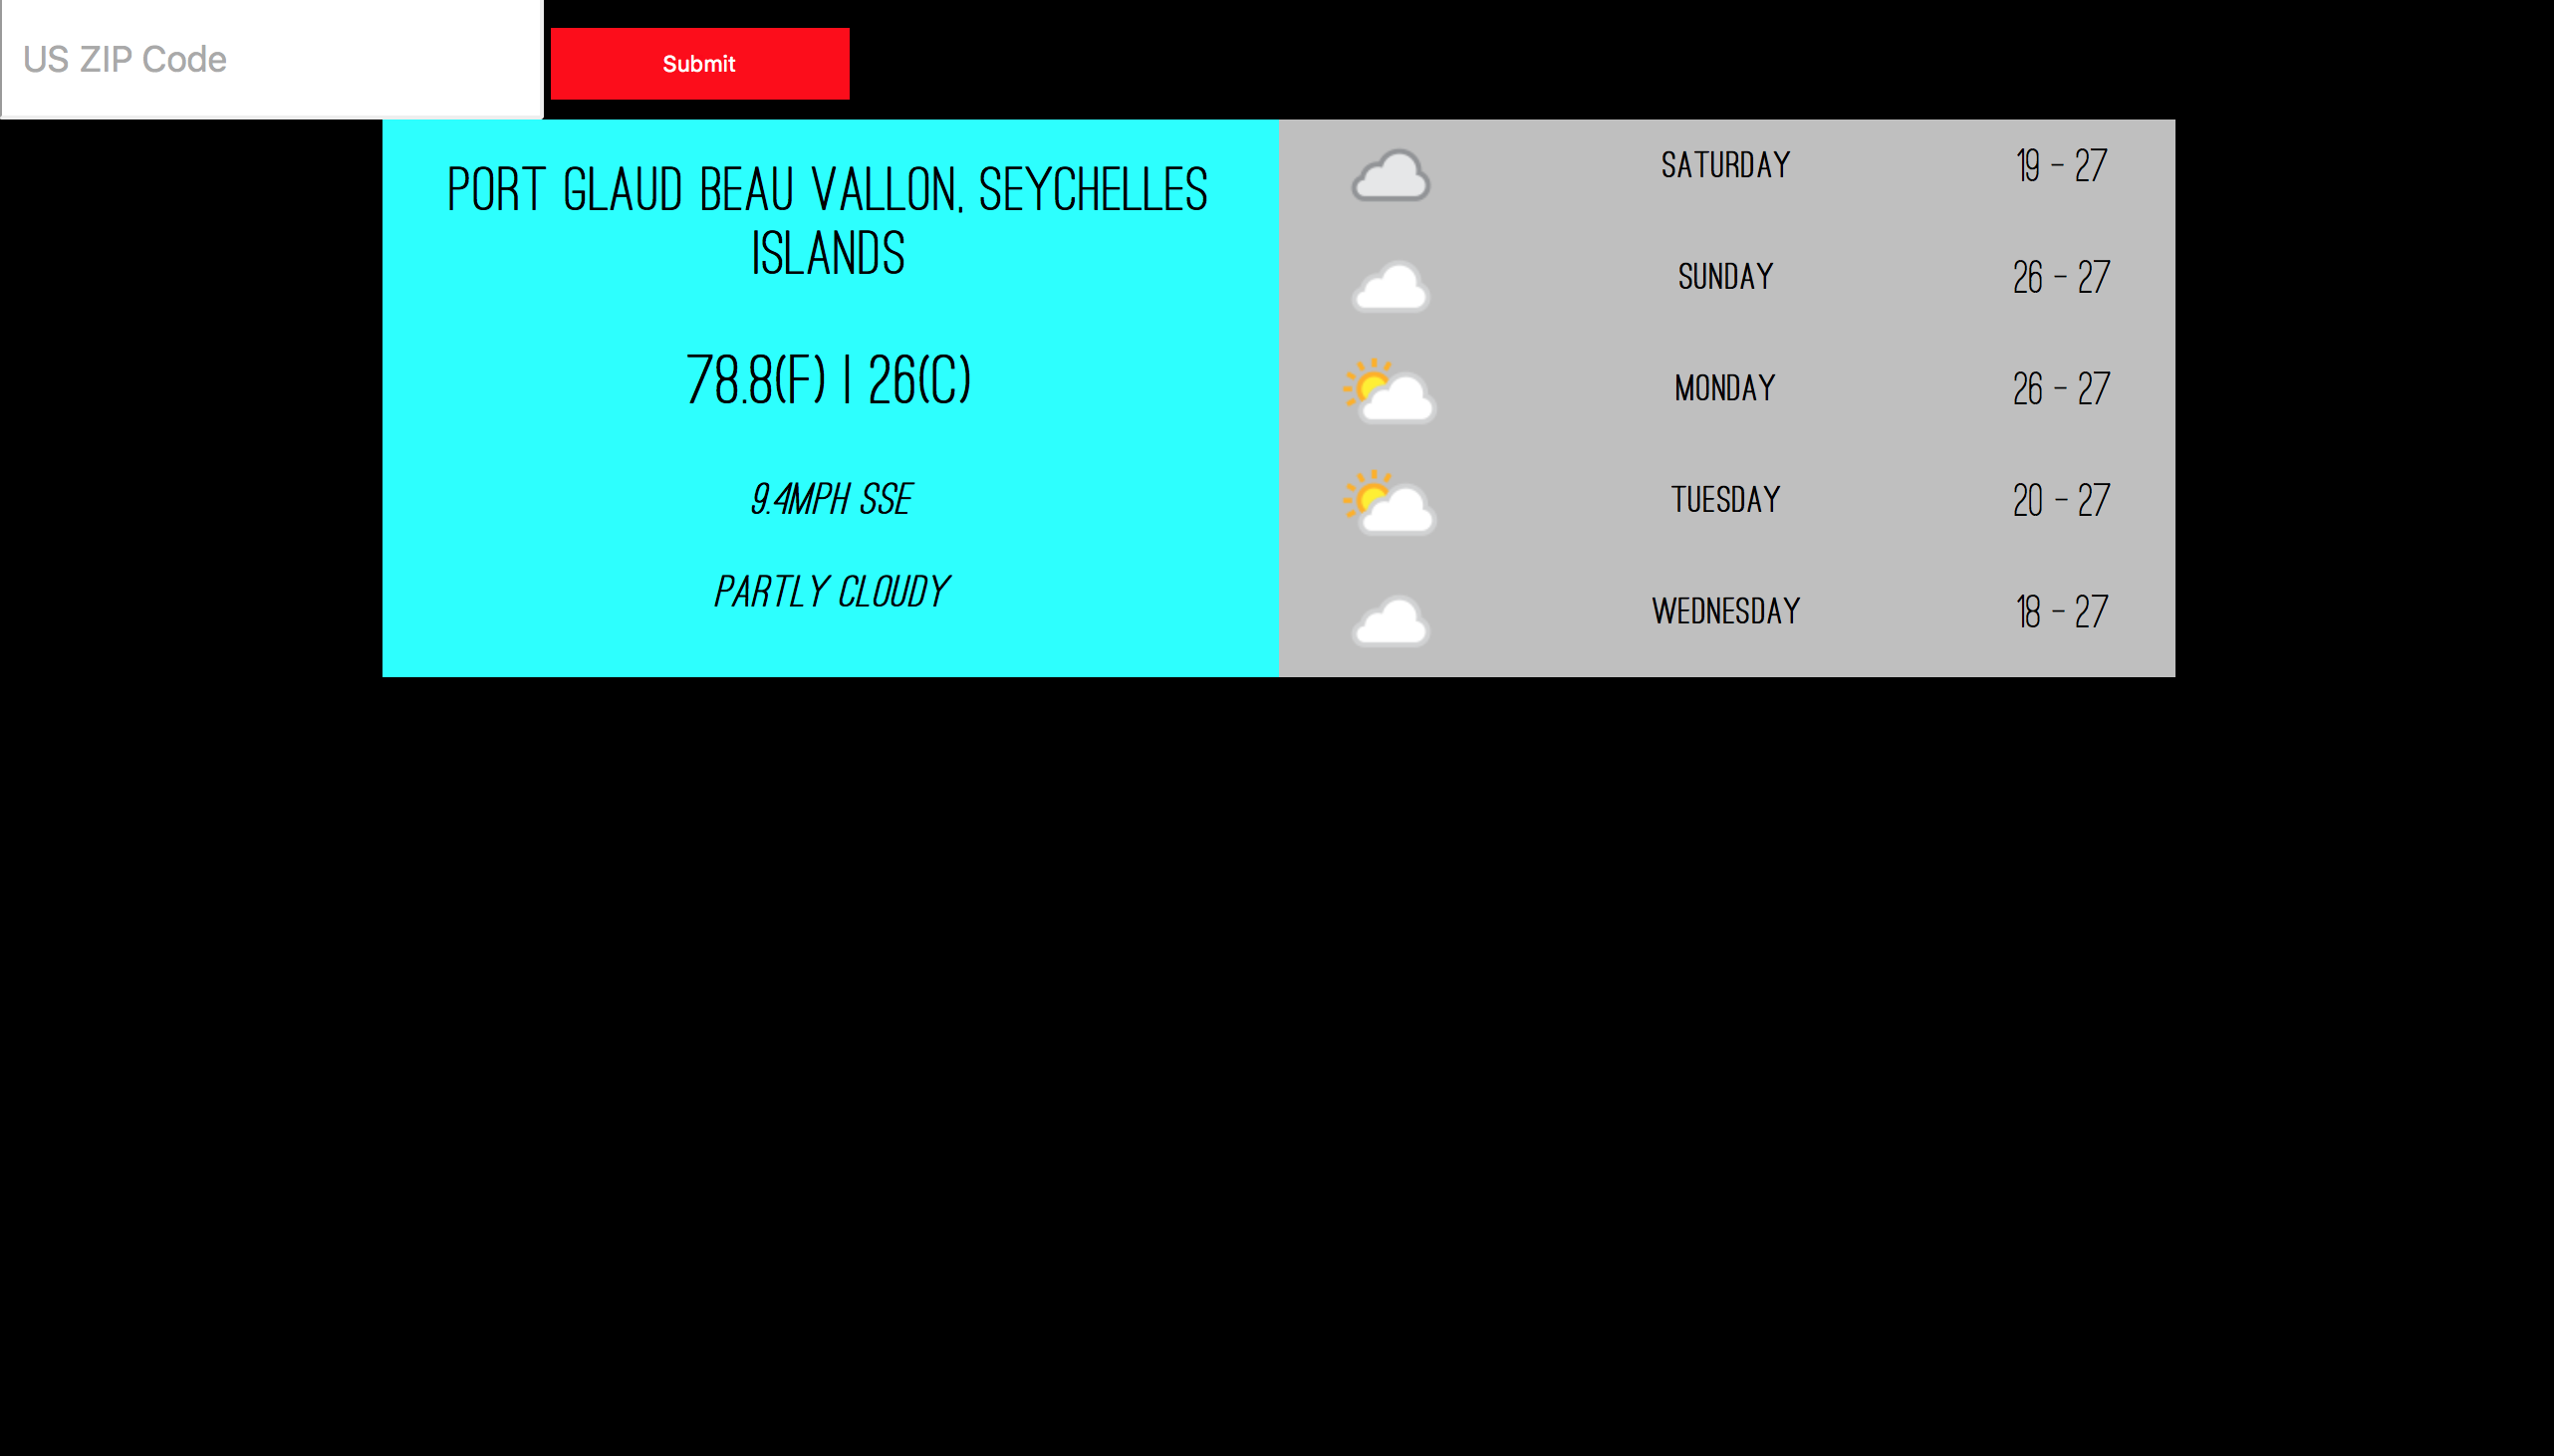 US ZIP Code
Submit
PORT GLAUD BEAU VALLON, SEYCHELLES
ISLANDS
78.8(F) | 26(C)
9.4MPH SSE
PARTLY CLOUDY
SATURDAY 19 - 27
SUNDAY 26 - 27
MONDAY 26 - 27
TUESDAY 20 - 27
WEDNESDAY 18 - 27